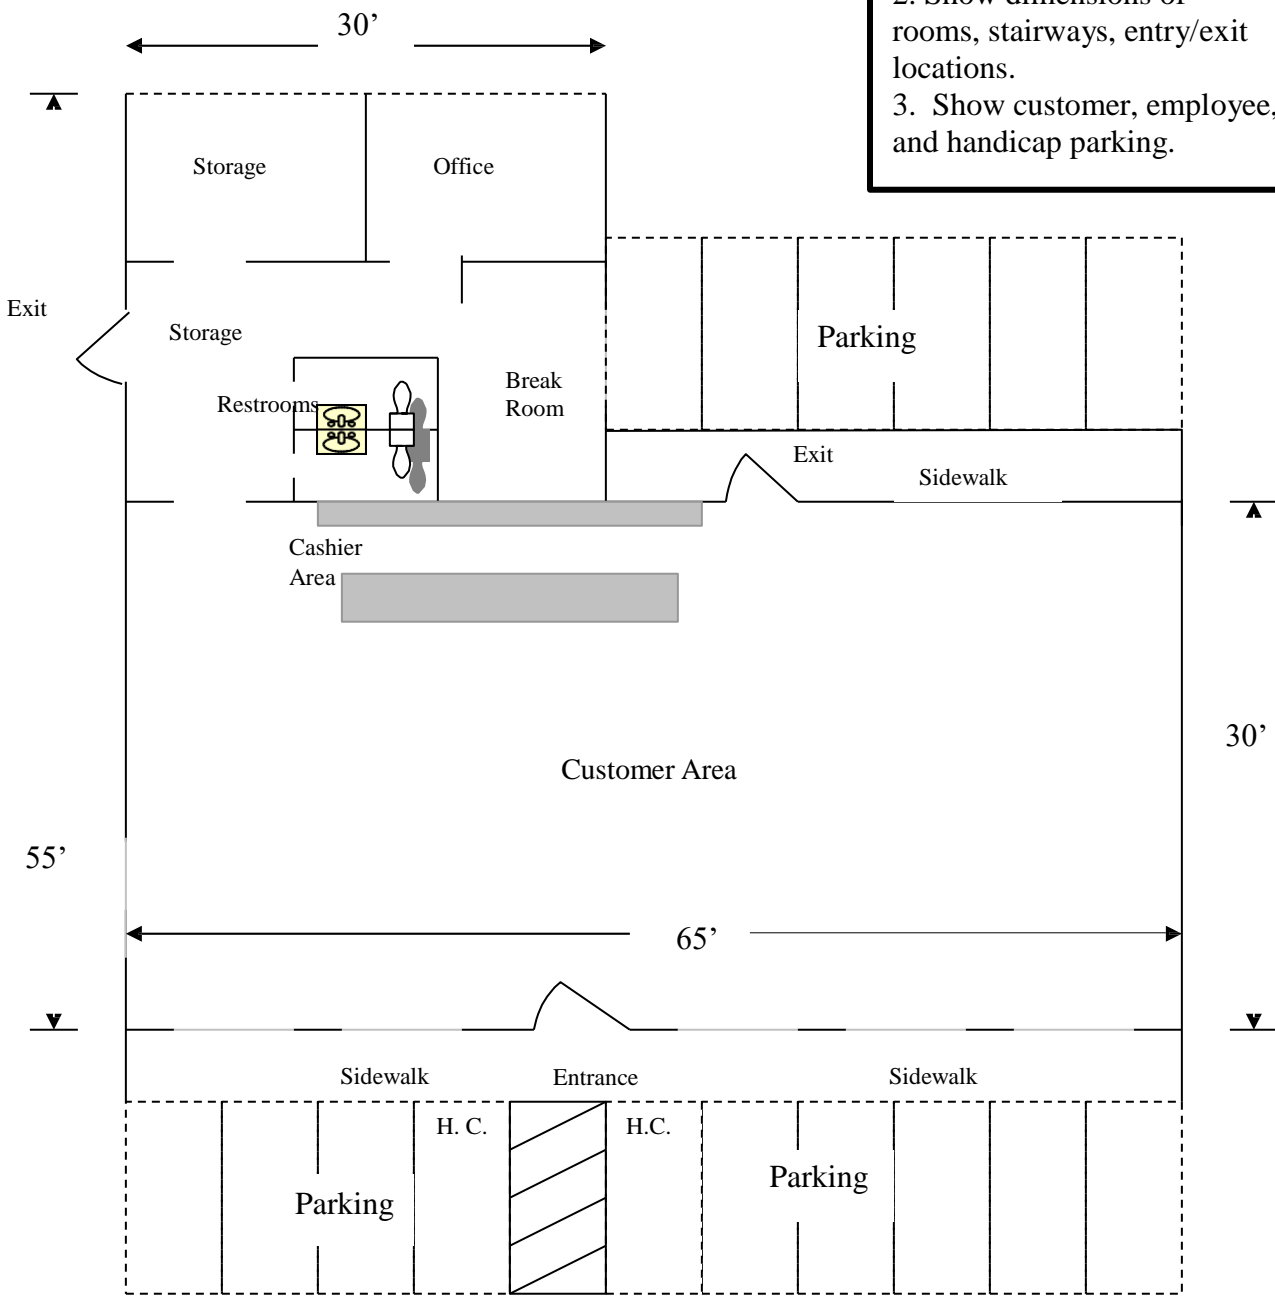 2. Show dimensions of
rooms, stairways, entry/exit
locations.
3. Show customer, employee,
and handicap parking.
30’
Storage
Office
Exit
Storage
Parking
Restrooms
Break
Room
Exit
Sidewalk
Cashier
Area
30’
Customer Area
55’
65’
Sidewalk
Entrance
Sidewalk
H. C.
H.C.
Parking
Parking